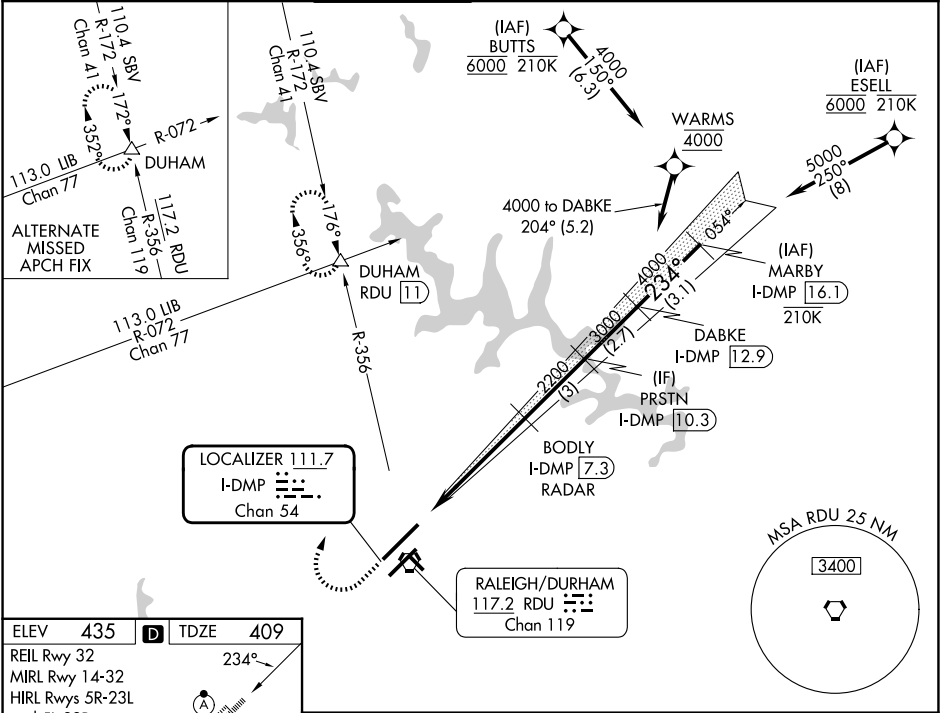 110.4 SBV
R-172
Chan 41
172°
352°
R-072
DUHAM
113.0 LIB
Chan 77
117.2 RDU
R-356
Chan 119
ALTERNATE
MISSED
APCH FIX
110.4 SBV
R-172
Chan 41
176°
356°
DUHAM
RDU 11
113.0 LIB
R-072
Chan 77
R-356
(IAF)
BUTTS
6000 210K
4000
150°
(6.3)
WARMS
4000
(IAF)
ESELL
6000 210K
5000
250°
(8)
4000 to DABKE
204° (5.2)
054°
4000
234°
(3.1)
(IAF)
MARBY
I-DMP 16.1
210K
3000
(2.7)
DABKE
I-DMP 12.9
2200
(3)
(IF)
PRSTN
I-DMP 10.3
BODLY
I-DMP 7.3
RADAR
LOCALIZER 111.7
I-DMP
Chan 54
RALEIGH/DURHAM
117.2 RDU
Chan 119
MSA RDU 25 NM
3400
ELEV 435 D TDZE 409
REIL Rwy 32
MIRL Rwy 14-32
HIRL Rwys 5R-23L
234°
A